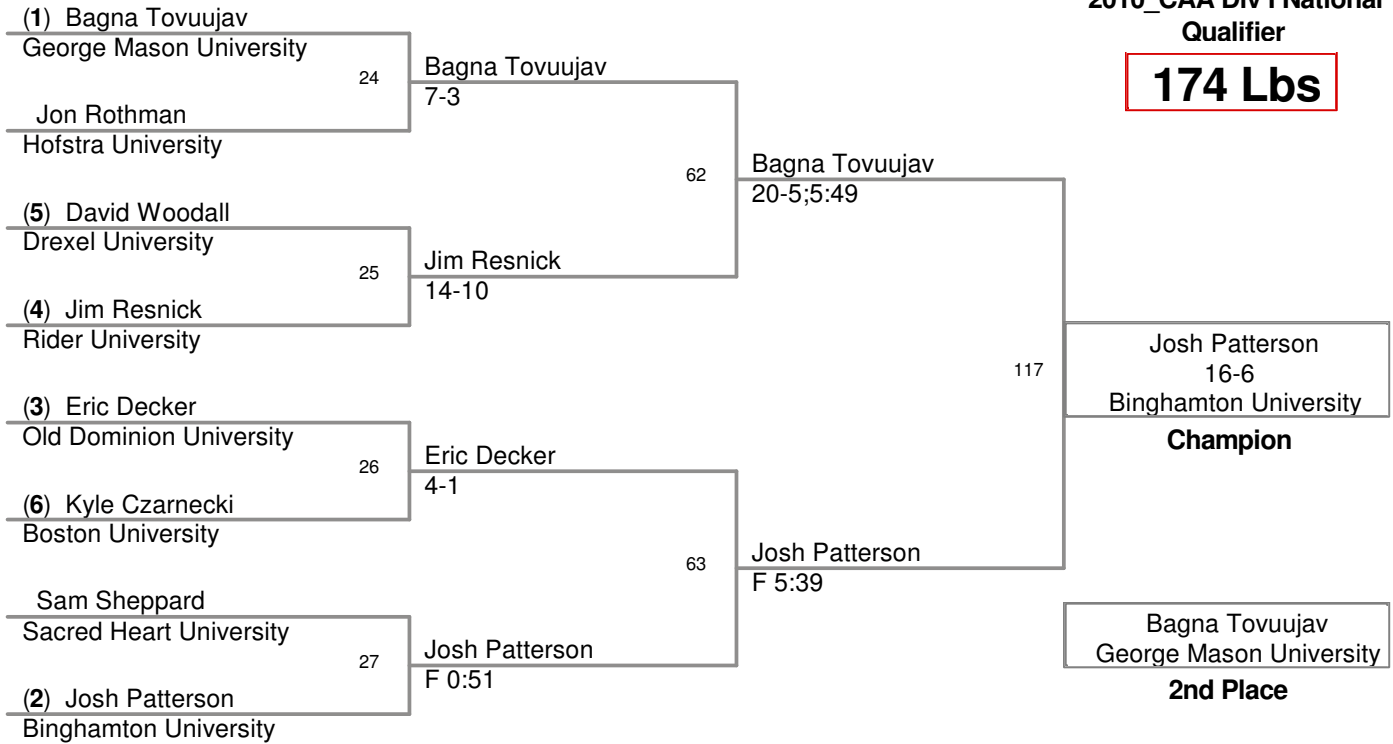 2010_CAA Div I National
Qualifier
174 Lbs
(1) Bagna Tovuujav
George Mason University
24
Jon Rothman
Hofstra University
Bagna Tovuujav
7-3
62
(5) David Woodall
Drexel University
25
(4) Jim Resnick
Rider University
Jim Resnick
14-10
Bagna Tovuujav
20-5;5:49
117
(3) Eric Decker
Old Dominion University
26
(6) Kyle Czarnecki
Boston University
Eric Decker
4-1
63
Sam Sheppard
Sacred Heart University
27
(2) Josh Patterson
Binghamton University
Josh Patterson
F 0:51
Josh Patterson
F 5:39
Josh Patterson
16-6
Binghamton University
Champion
Bagna Tovuujav
George Mason University
2nd Place